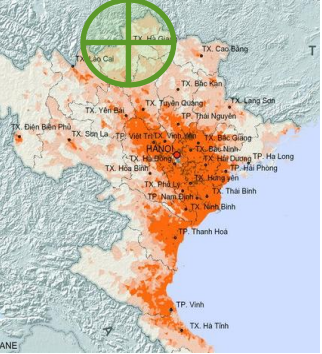 TX. Hà Gia
TX. Cao Bằng
T
TX. Lào Cai
TX. Bắc Kạn
TX. Lạng Sơn
TX. Tuyên Quang
TX. Yên Bái
TP. Thái Nguyên
TX. Điện Biên Phủ
TX. Sơn La
TP. Việt Trì
TX. Vĩnh Yên
TX. Bắc Giang
HANOI
TX. Bắc Ninh
TX. Hà Đông
TX. Hải Dương
TP. Hạ Long
TX. Hòa Bình
TP. Hải Phòng
TX. Hưng Yên
TX. Phủ Lý
TX. Thái Bình
TP. Nam Định
TX. Ninh Bình
TP. Thanh Hoá
TP. Vinh
TX. Hà Tĩnh
ANE
A